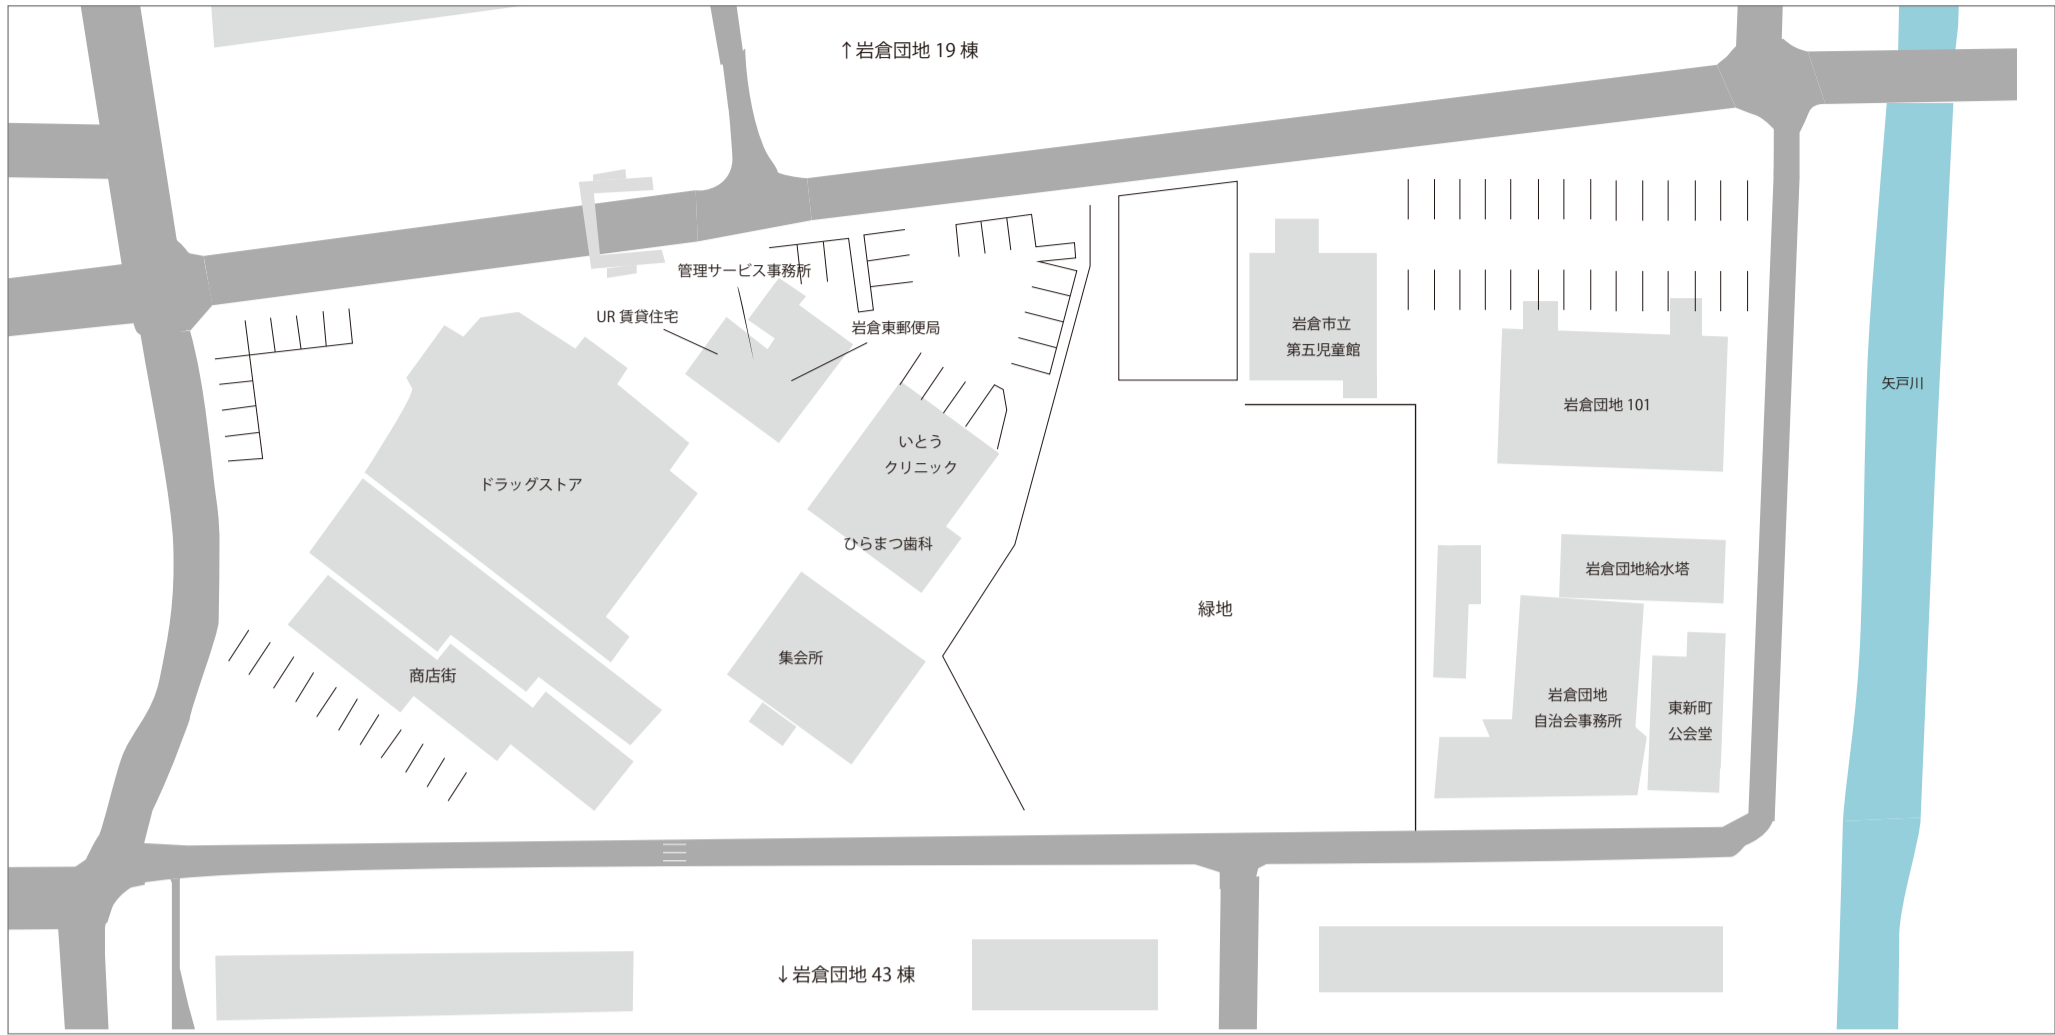 ↑岩倉団地 19 棟
管理サービス事務所
UR 賃貸住宅
岩倉東郵便局
岩倉市立
第五児童館
矢戸川
岩倉団地 101
いとう
クリニック
ドラッグストア
ひらまつ歯科
岩倉団地給水塔
緑地
集会所
商店街
岩倉団地
自治会事務所
東新町
公会堂
↓岩倉団地 43 棟